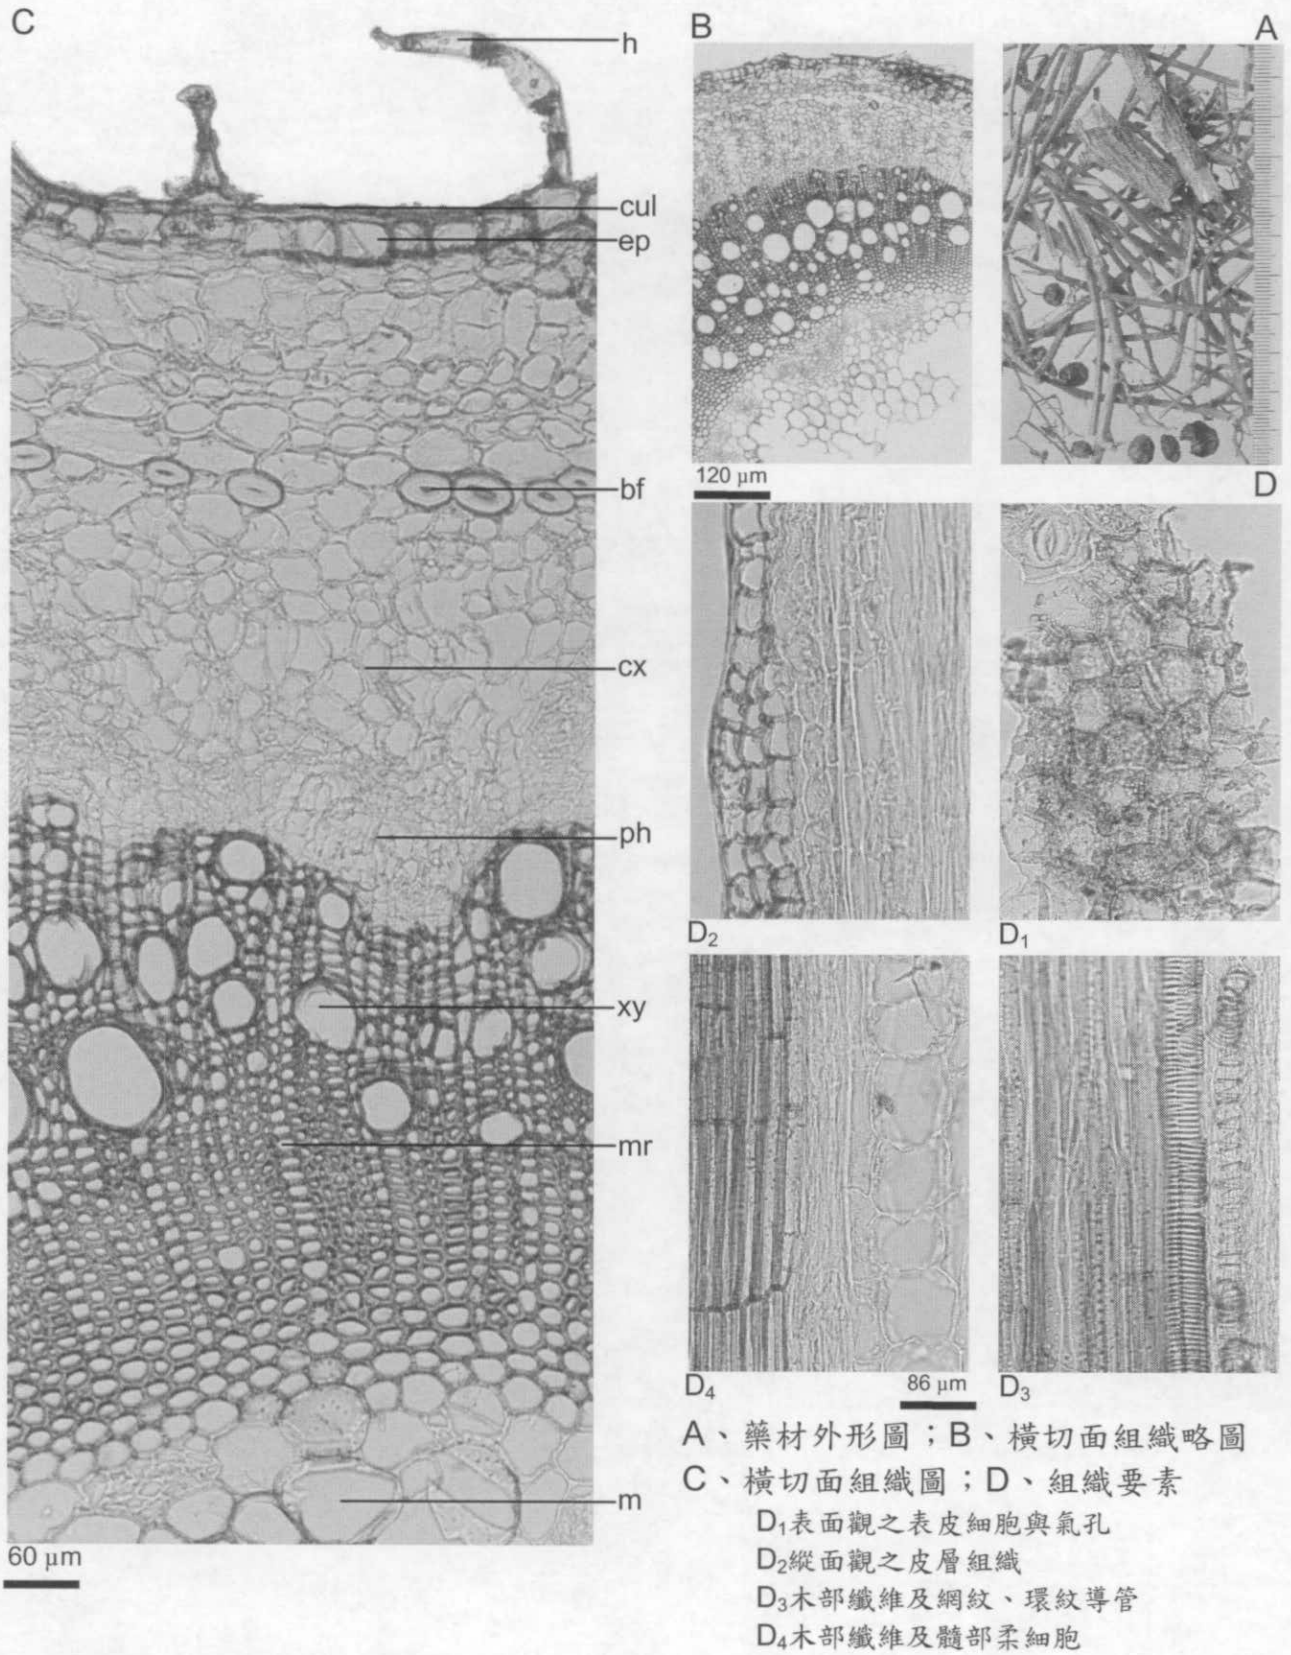 C
h
cul
ep
bf
cx
ph
xy
mr
m
60 μm
B
A
120 μm
D
D₂
D₁
D₄
86 μm
D₃
A、藥材外形圖；B、橫切面組織略圖
C、橫切面組織圖；D、組織要素
D₁表面觀之表皮細胞與氣孔
D₂縱面觀之皮層組織
D₃木部纖維及網紋、環紋導管
D₄木部纖維及髓部柔細胞